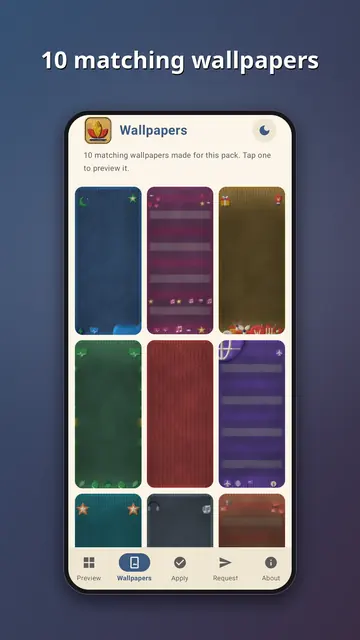 10 matching wallpapers
Wallpapers
10 matching wallpapers made for this pack. Tap one
to preview it.
Preview
Wallpapers
Apply
Request
About